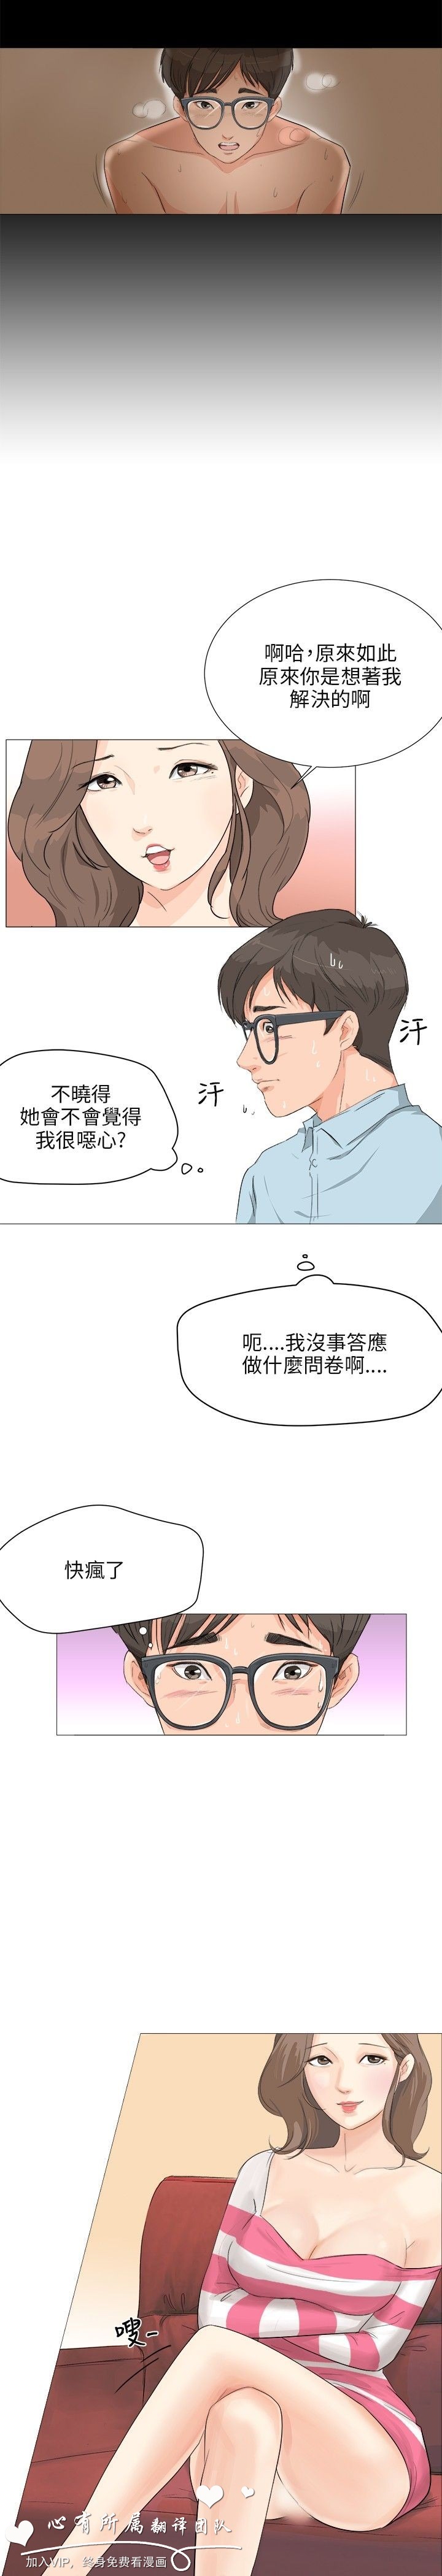 啊哈，原來如此
原來你是想著我
解決的啊
汗
汗
不曉得
她會不會覺得
我很噁心?
呃....我沒事答應
做什麼問卷啊....
快瘋了
嗖-
心有所属翻译团队
加入VIP，终身免费看漫画